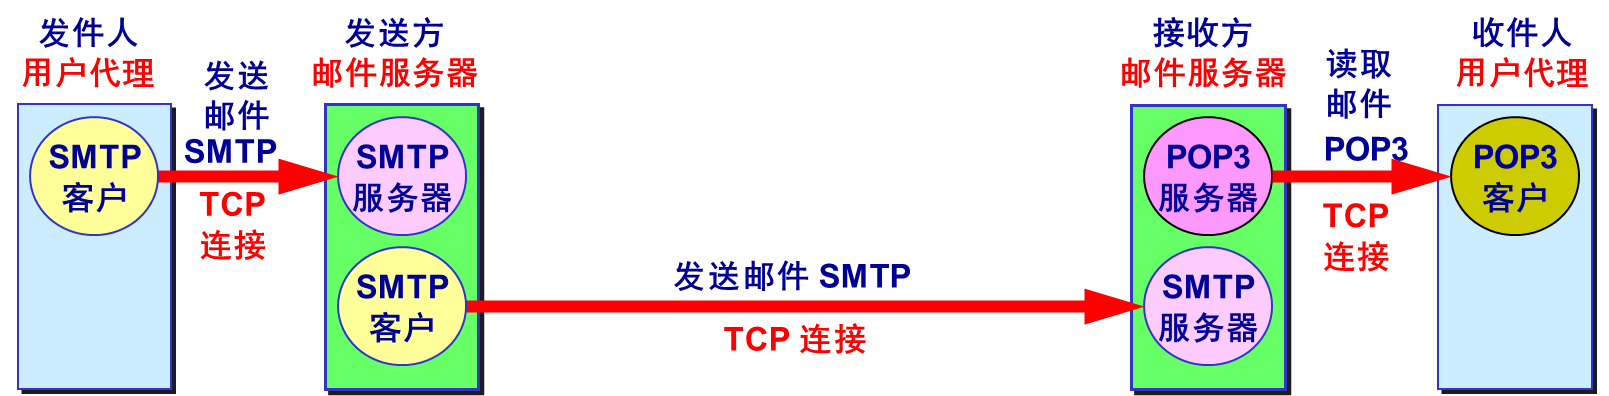 发件人
用户代理
SMTP
客户
发送
邮件
SMTP
TCP
连接
发送方
邮件服务器
SMTP
服务器
SMTP
客户
发送邮件 SMTP
TCP 连接
接收方
邮件服务器
POP3
服务器
SMTP
服务器
读取
邮件
POP3
TCP
连接
收件人
用户代理
POP3
客户